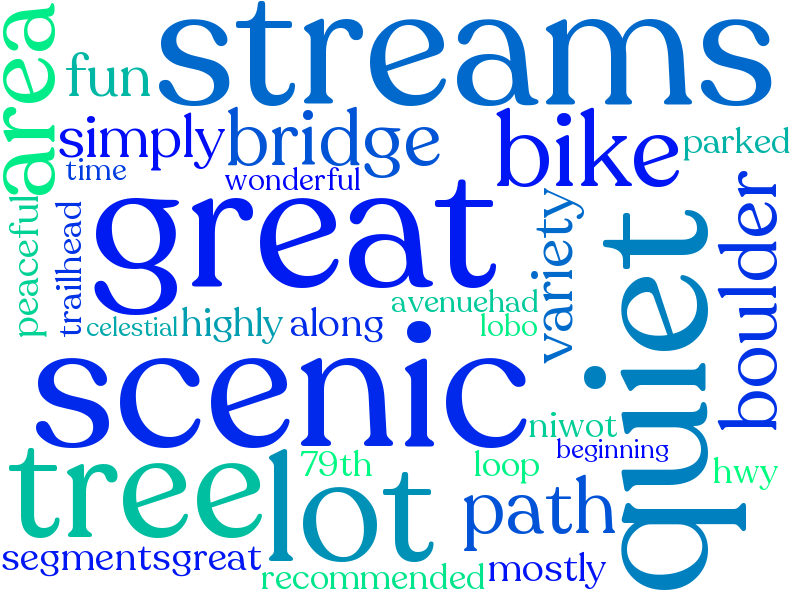 streams
area
fun
simply
bridge
bike
parked
time
wonderful
great
peaceful
trailhead
variety
quiet
boulder
avenuehad
celestial
highly
along
lobo
scenic
niwot
beginning
tree
lot
79th
loop
path
hwy
segmentsgreat
recommended
mostly